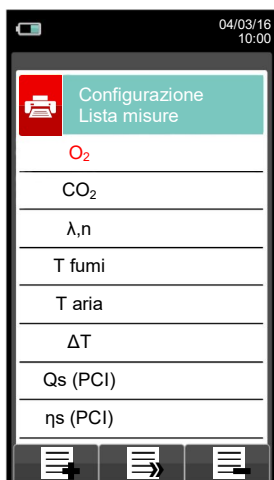 04/03/16
10:00
Configurazione
Lista misure
O₂
CO₂
λ,n
T fumi
T aria
ΔT
Qs (PCI)
ηs (PCI)